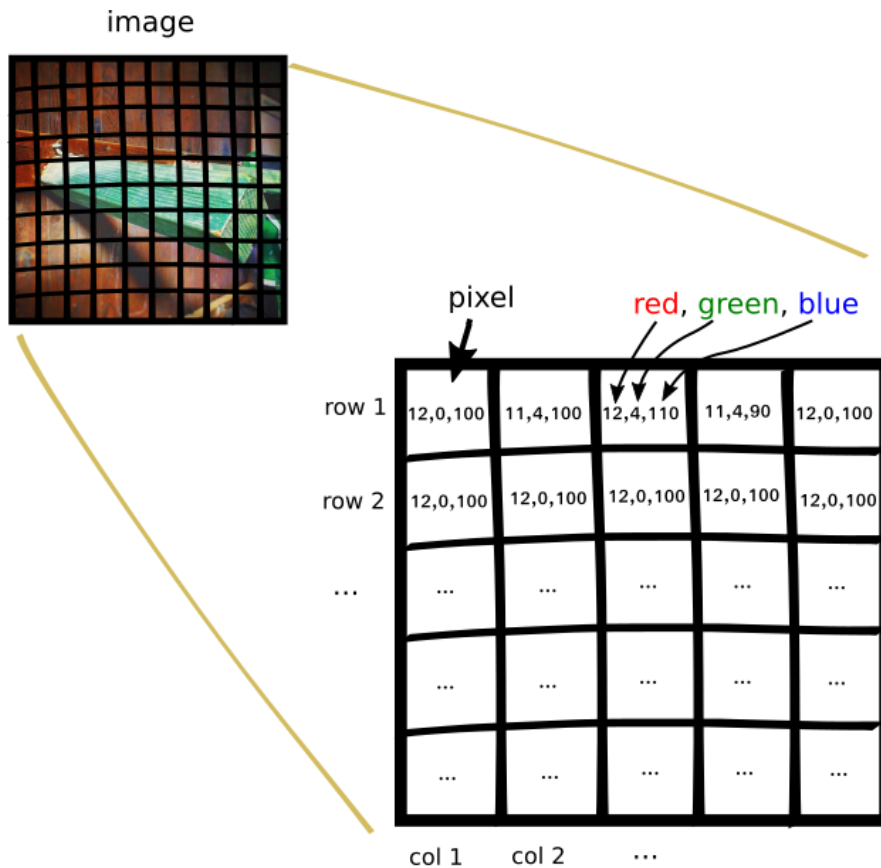 image
pixel
red, green, blue
row 1 12,0,100 11,4,100 12,4,110 11,4,90 12,0,100
row 2 12,0,100 12,0,100 12,0,100 12,0,100 12,0,100
... ... ... ... ... ...
... ... ... ... ...
... ... ... ... ...
col 1 col 2 ...